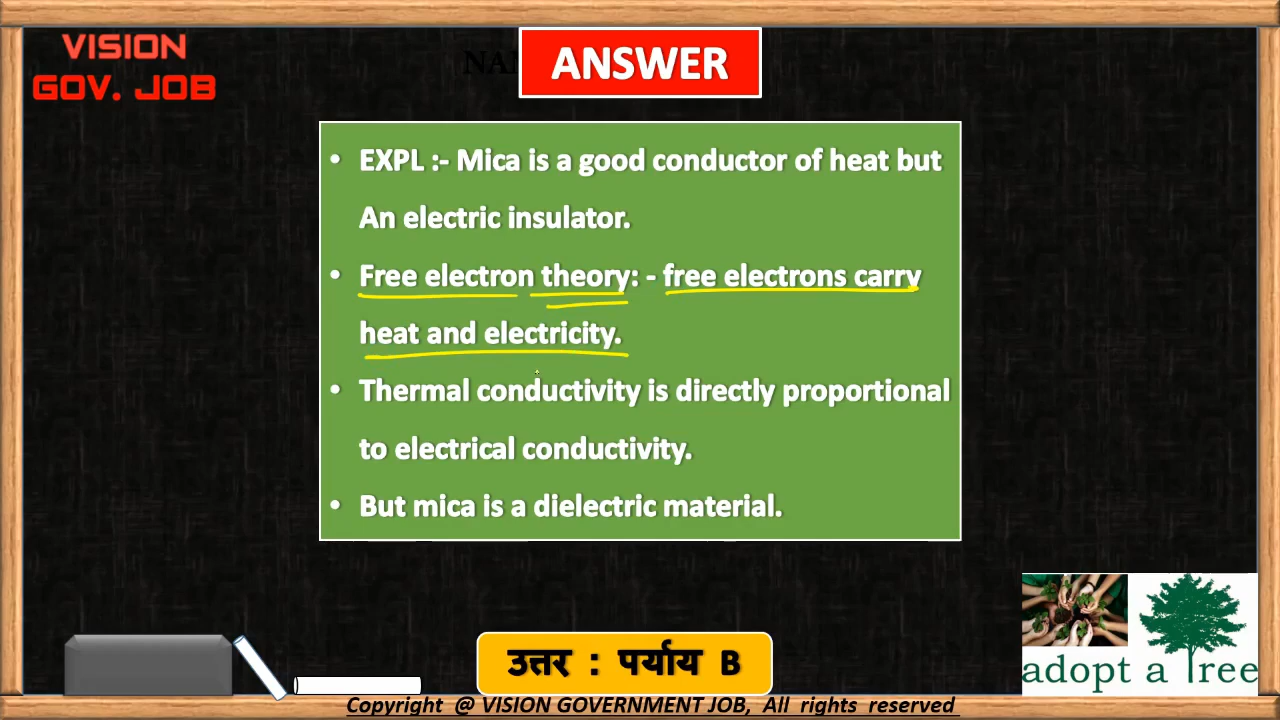 VISION
GOV. JOB
ANSWER
• EXPL :- Mica is a good conductor of heat but
An electric insulator.
• Free electron theory: - free electrons carry
heat and electricity.
• Thermal conductivity is directly proportional
to electrical conductivity.
• But mica is a dielectric material.
उत्तर : पर्याय B
adopt a Tree
Copyright @ VISION GOVERNMENT JOB, All rights reserved